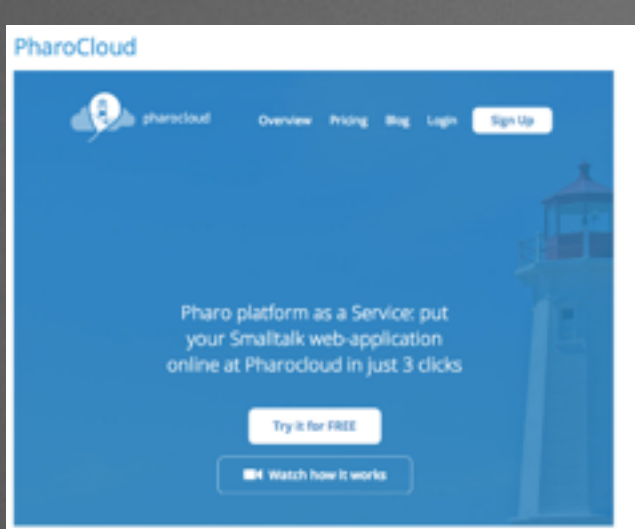 PharoCloud
pharocloud
Overview Pricing Blog Login Sign Up
Pharo platform as a Service: put
your Smalltalk web-application
online at Pharocloud in just 3 clicks
Try it for FREE
Watch how it works